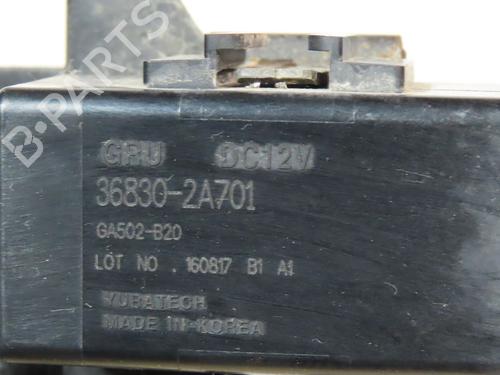 B-PARTS
GRU DC12V
36830-2A701
GA502-B20
LOT NO . 160817 B1 A1
YURATECH
MADE IN-KOREA